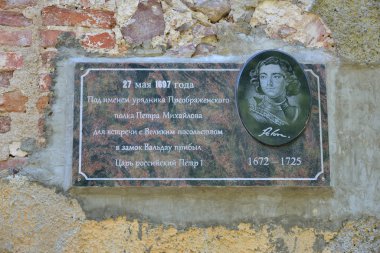 27 мая 1697 года
Под именем урядника Преображенского
полка Петра Михайлова
для встречи с Великим посольством
в замок Вальдау прибыл
Царь российский Пётр I
1672 — 1725